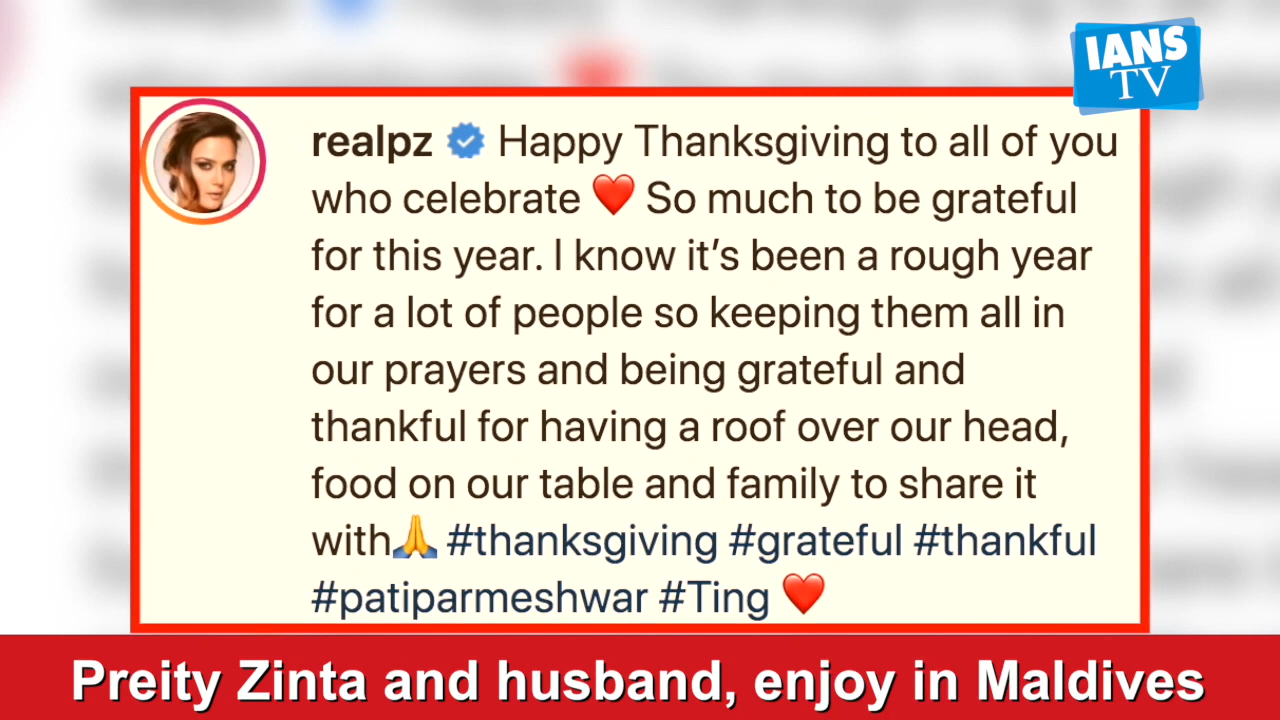 IANS
TV
realpz Happy Thanksgiving to all of you
who celebrate ❤️ So much to be grateful
for this year. I know it’s been a rough year
for a lot of people so keeping them all in
our prayers and being grateful and
thankful for having a roof over our head,
food on our table and family to share it
with🙏 #thanksgiving #grateful #thankful
#patiparmeshwar #Ting ❤️
Preity Zinta and husband, enjoy in Maldives